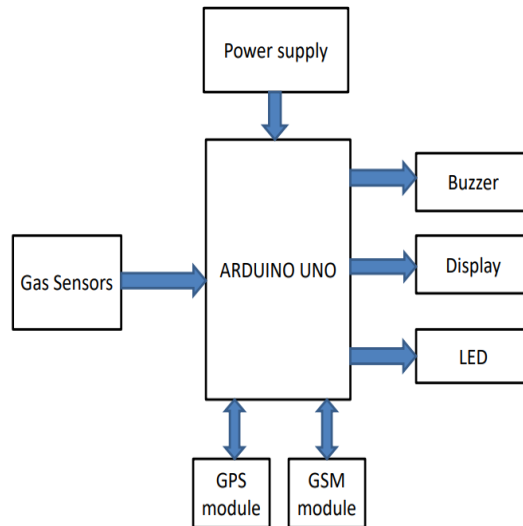 Power supply
Buzzer
Gas Sensors
ARDUINO UNO
Display
LED
GPS
module
GSM
module